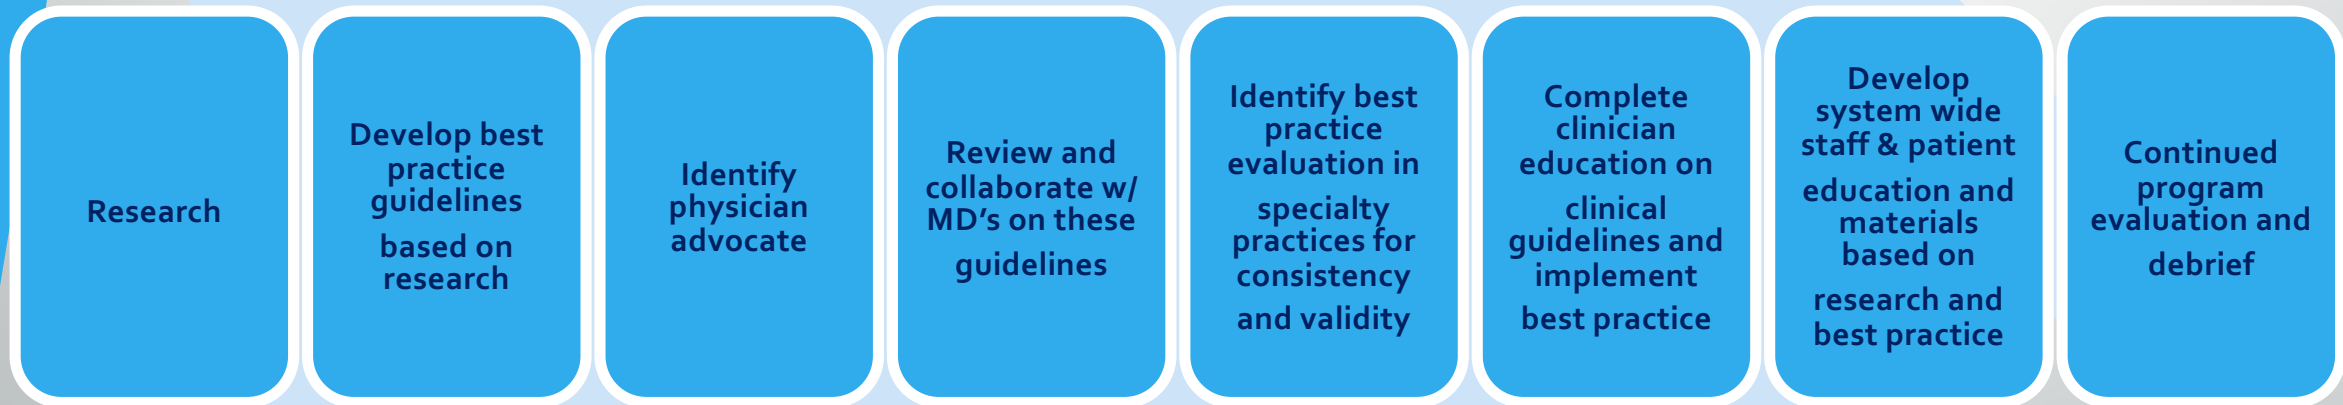 Research
Develop best
practice
guidelines
based on
research
Identify
physician
advocate
Review and
collaborate w/
MD’s on these
guidelines
Identify best
practice
evaluation in
specialty
practices for
consistency
and validity
Complete
clinician
education on
clinical
guidelines and
implement
best practice
Develop
system wide
staff & patient
education and
materials
based on
research and
best practice
Continued
program
evaluation and
debrief